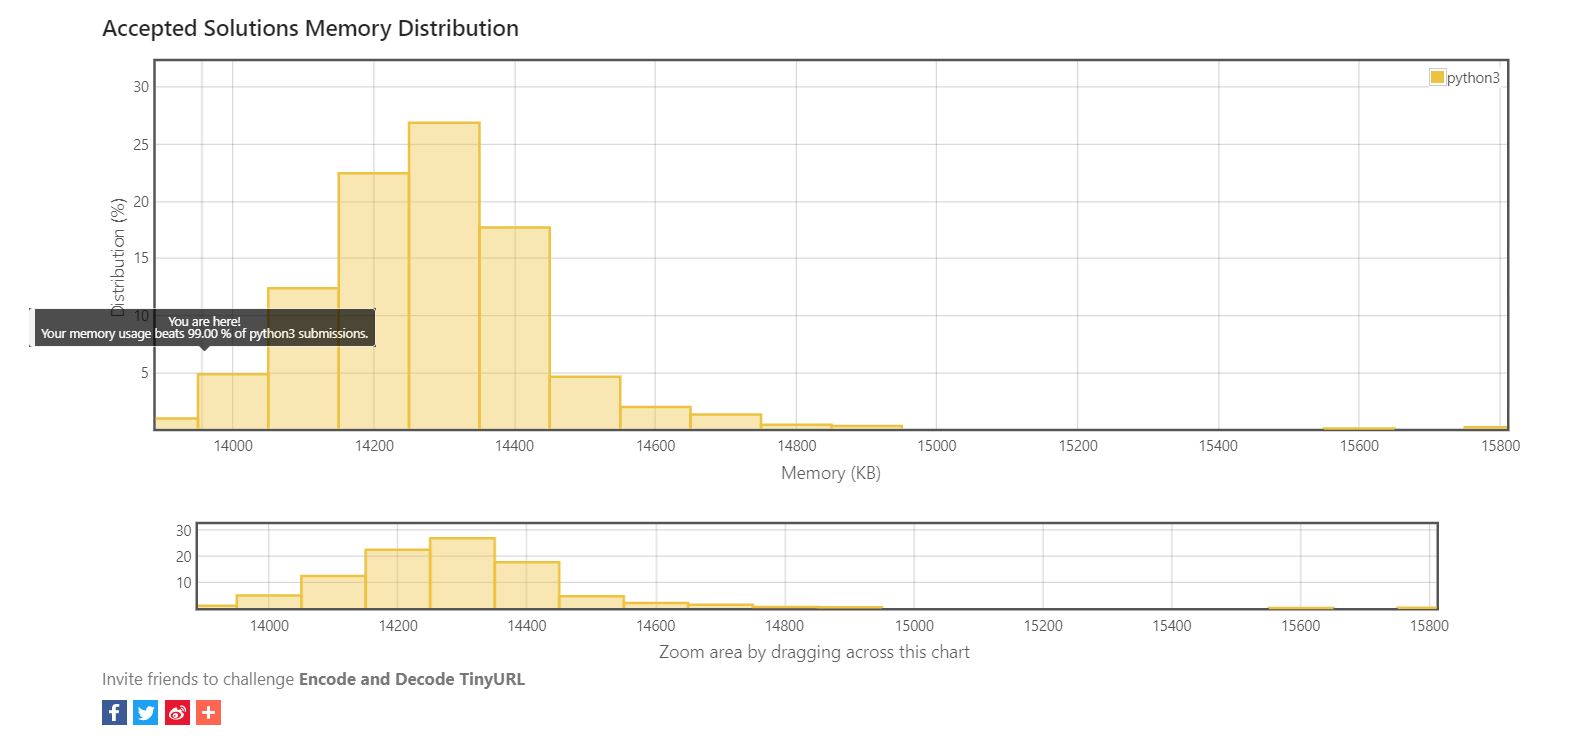 Accepted Solutions Memory Distribution
python3
30
25
20
15
10
5
Distribution (%)
You are here!
Your memory usage beats 99.00 % of python3 submissions.
14000 14200 14400 14600 14800 15000 15200 15400 15600 15800
Memory (KB)
30
20
10
14000 14200 14400 14600 14800 15000 15200 15400 15600 15800
Zoom area by dragging across this chart
Invite friends to challenge Encode and Decode TinyURL